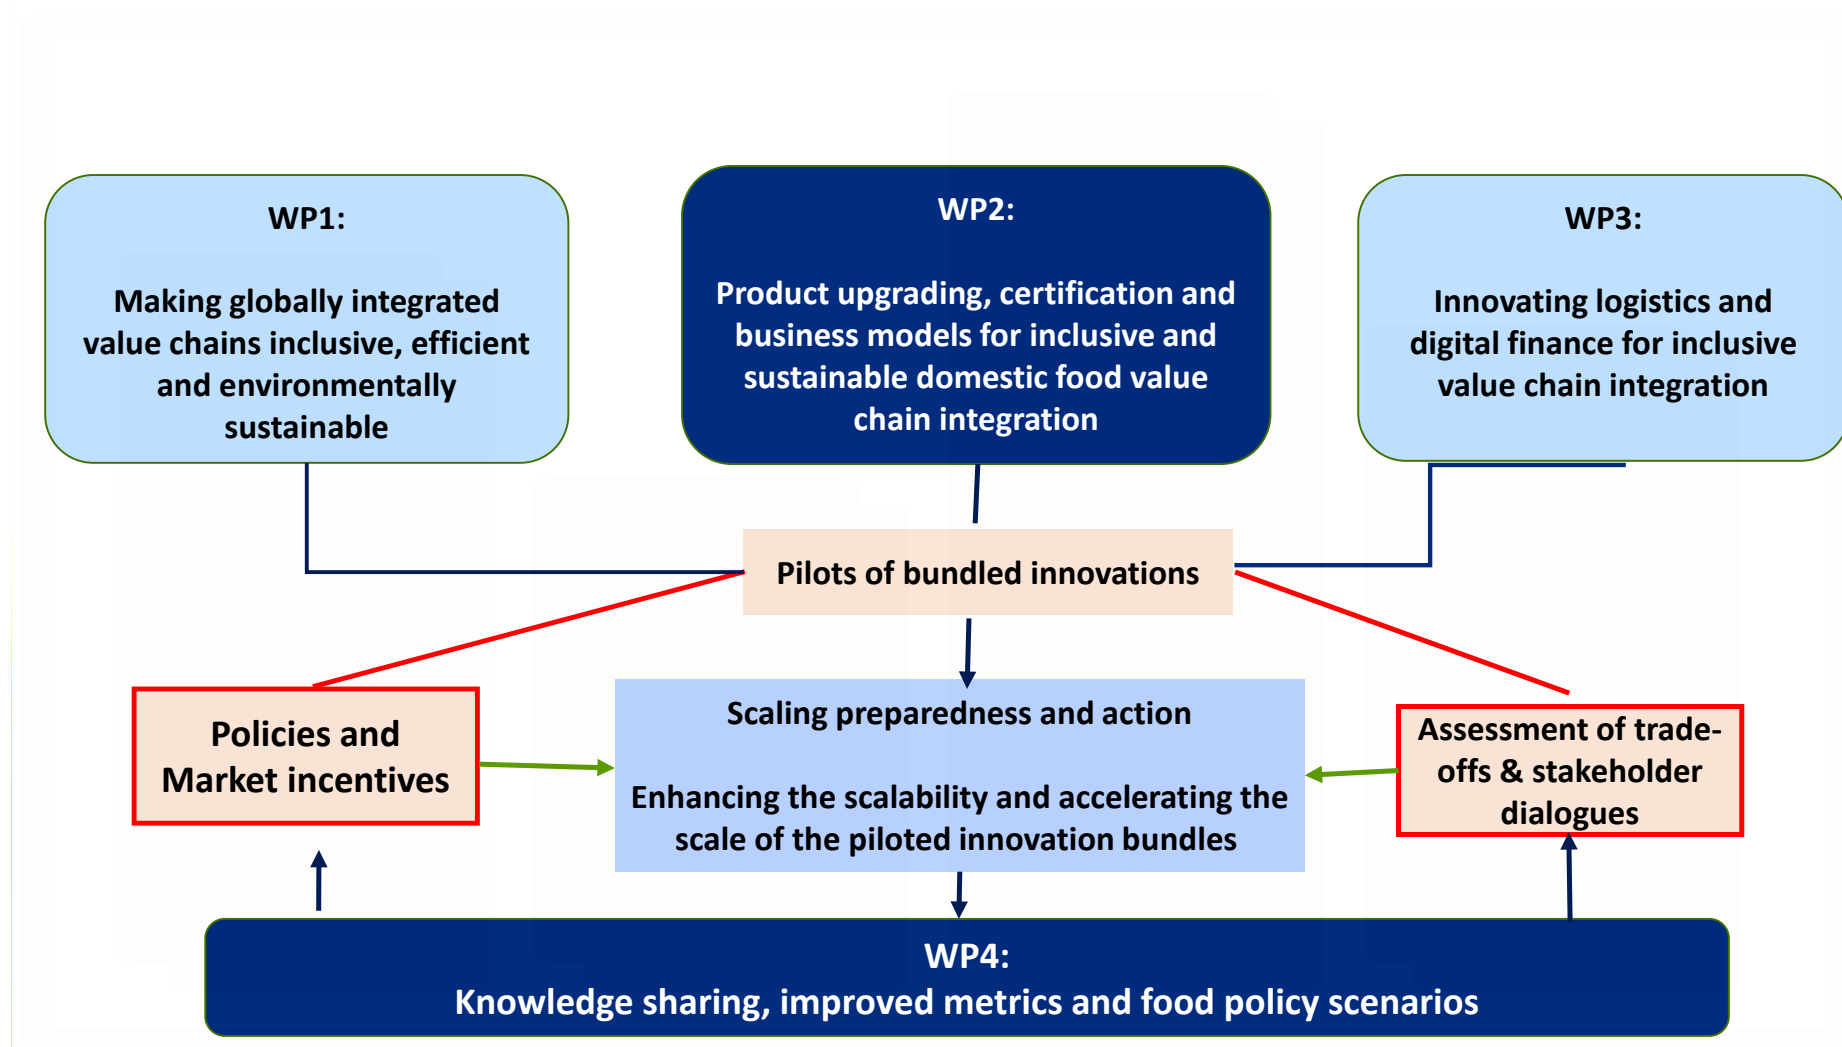 WP1:
Making globally integrated
value chains inclusive, efficient
and environmentally
sustainable
WP2:
Product upgrading, certification and
business models for inclusive and
sustainable domestic food value
chain integration
WP3:
Innovating logistics and
digital finance for inclusive
value chain integration
Pilots of bundled innovations
Policies and
Market incentives
Scaling preparedness and action
Enhancing the scalability and accelerating the
scale of the piloted innovation bundles
Assessment of trade-
offs & stakeholder
dialogues
WP4:
Knowledge sharing, improved metrics and food policy scenarios